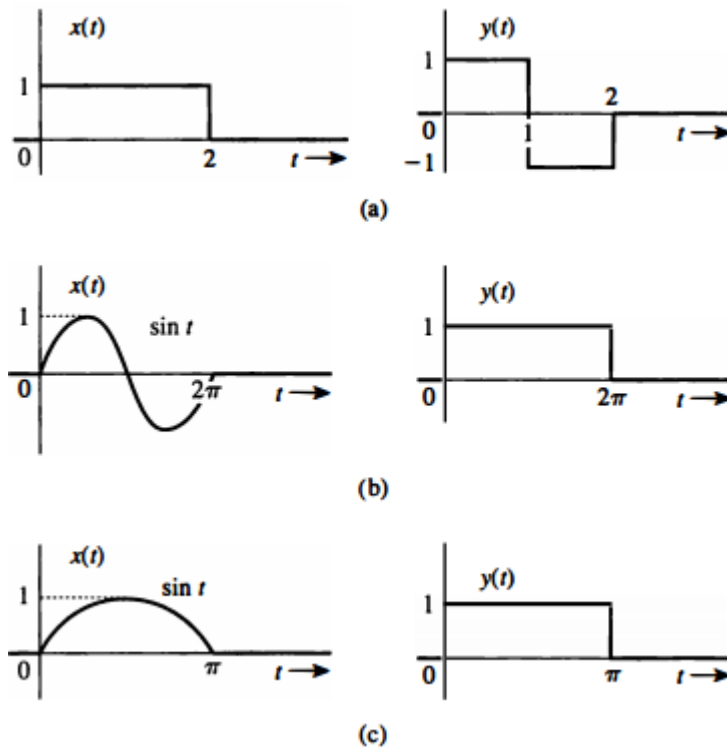 x(t) y(t)
1 1
2
0 2 t → 0 1
−1
(a)
x(t) y(t)
1 sin t 1
0 2π t → 0 2π t →
(b)
x(t) y(t)
1 sin t 1
0 π t → 0 π t →
(c)